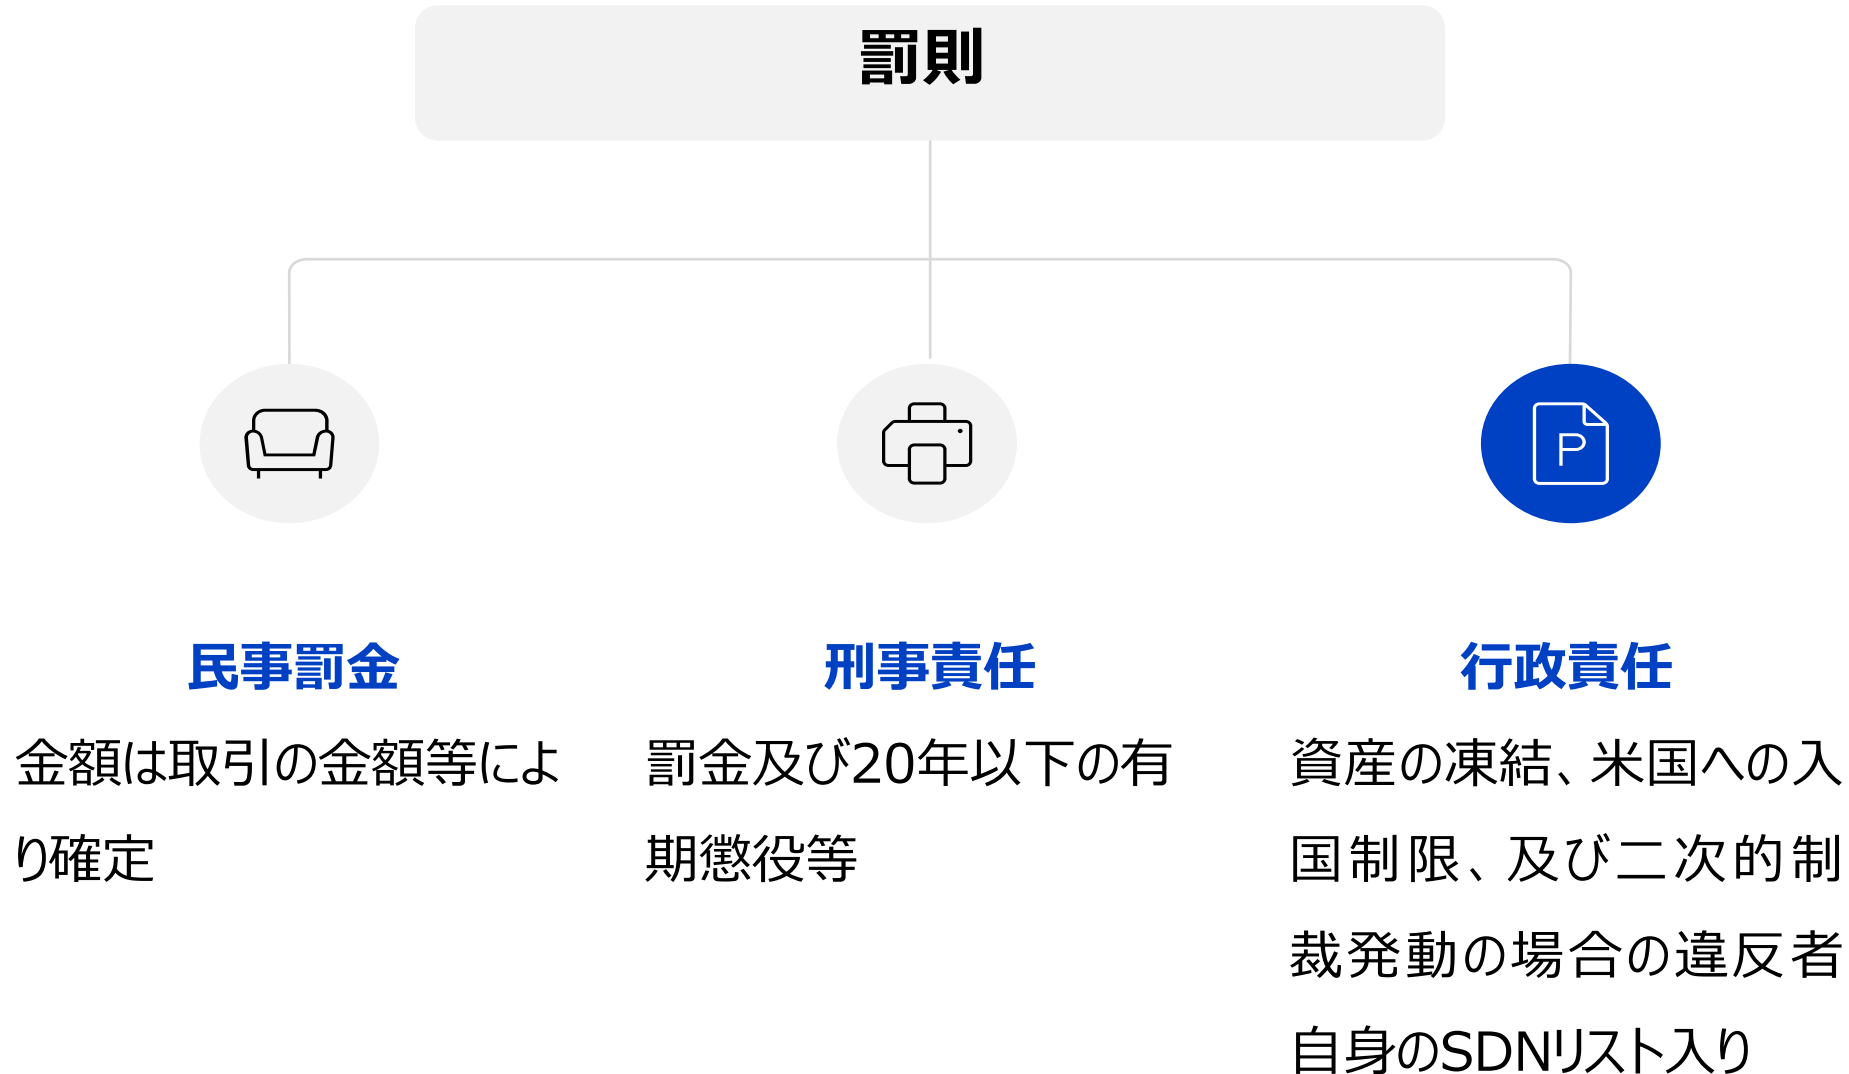 罰則
P
民事罰金
金額は取引の金額等によ
り確定
刑事責任
罰金及び20年以下の有
期懲役等
行政責任
資産の凍結、米国への入
国制限、及び二次的制
裁発動の場合の違反者
自身のSDNリスト入り